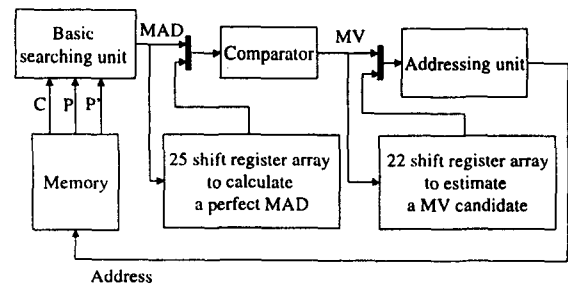 Basic
searching unit
MAD
Comparator
MV
Addressing unit
C P P'
Memory
25 shift register array
to calculate
a perfect MAD
22 shift register array
to estimate
a MV candidate
Address